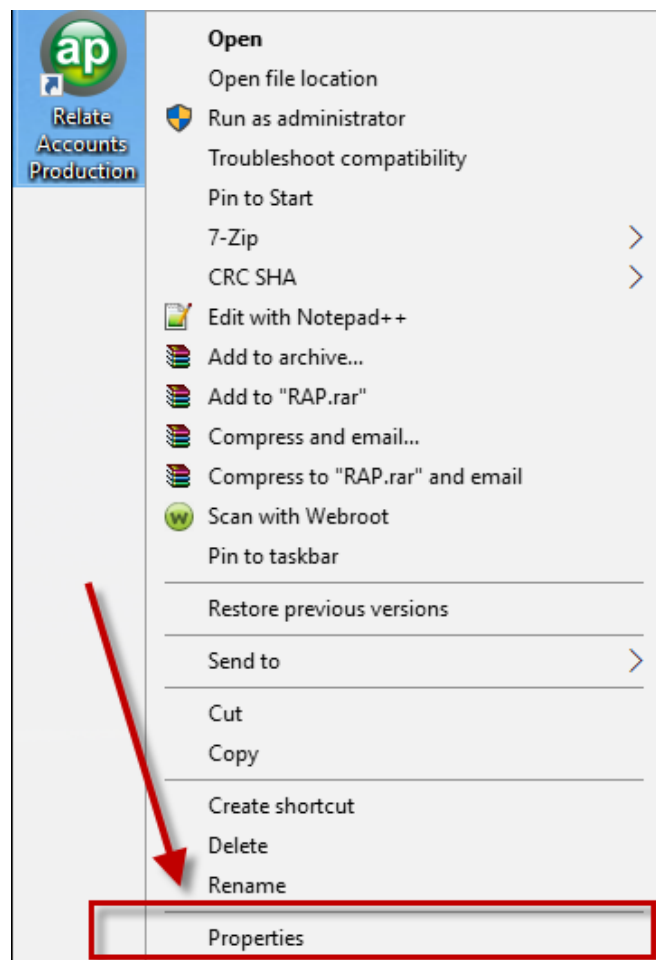 ap
Relate
Accounts
Production
Open
Open file location
Run as administrator
Troubleshoot compatibility
Pin to Start
7-Zip
CRC SHA
Edit with Notepad++
Add to archive...
Add to "RAP.rar"
Compress and email...
Compress to "RAP.rar" and email
w
Scan with Webroot
Pin to taskbar
Restore previous versions
Send to
Cut
Copy
Create shortcut
Delete
Rename
Properties